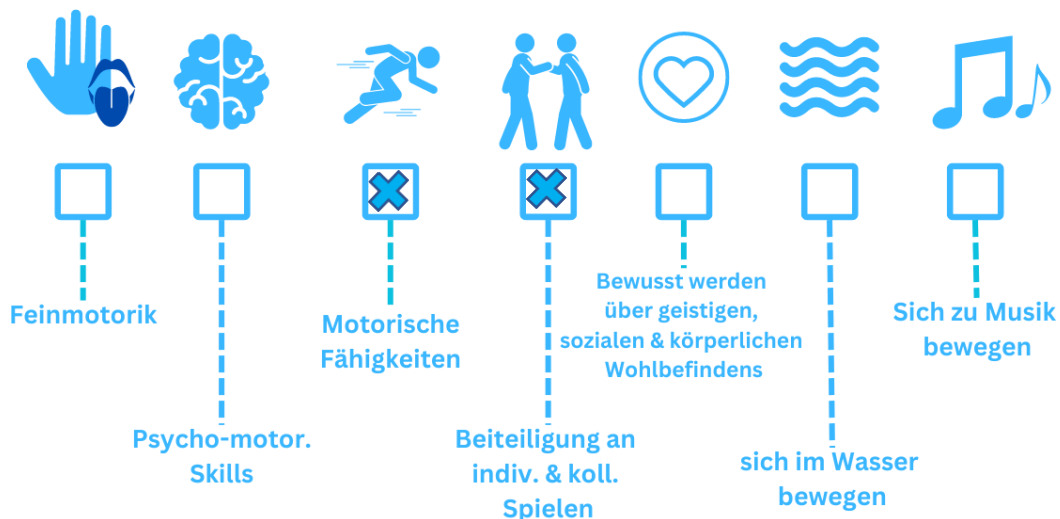 Feinmotorik
Psycho-motor.
Skills
Motorische
Fähigkeiten
Beiteiligung an
indiv. & koll.
Spielen
Bewusst werden
über geistigen,
sozialen & körperlichen
Wohlbefindens
sich im Wasser
bewegen
Sich zu Musik
bewegen